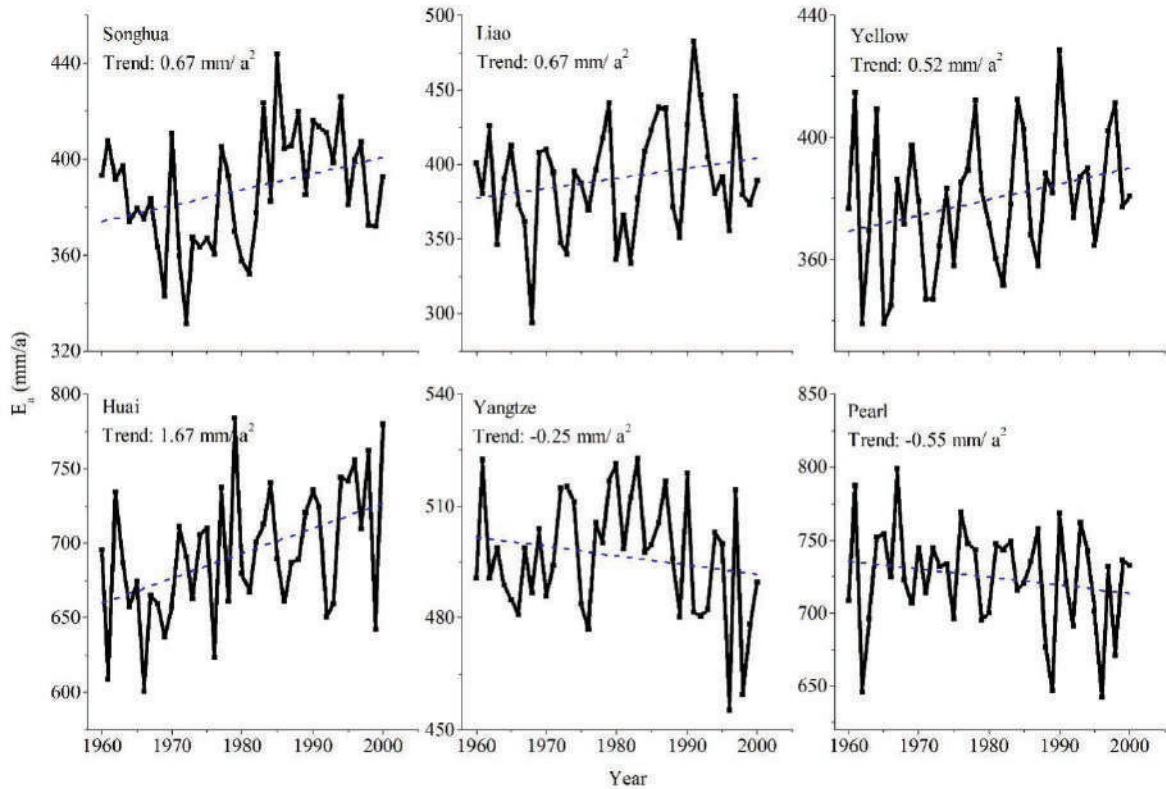 Songhua
Trend: 0.67 mm/ a²
440
400
360
320
Liao
Trend: 0.67 mm/ a²
500
450
400
350
300
Yellow
Trend: 0.52 mm/ a²
440
400
360
E_a (mm/a)
Huai
Trend: 1.67 mm/ a²
800
750
700
650
600
1960 1970 1980 1990 2000
Yangtze
Trend: -0.25 mm/ a²
540
510
480
450
1960 1970 1980 1990 2000
Pearl
Trend: -0.55 mm/ a²
850
800
750
700
650
1960 1970 1980 1990 2000
Year